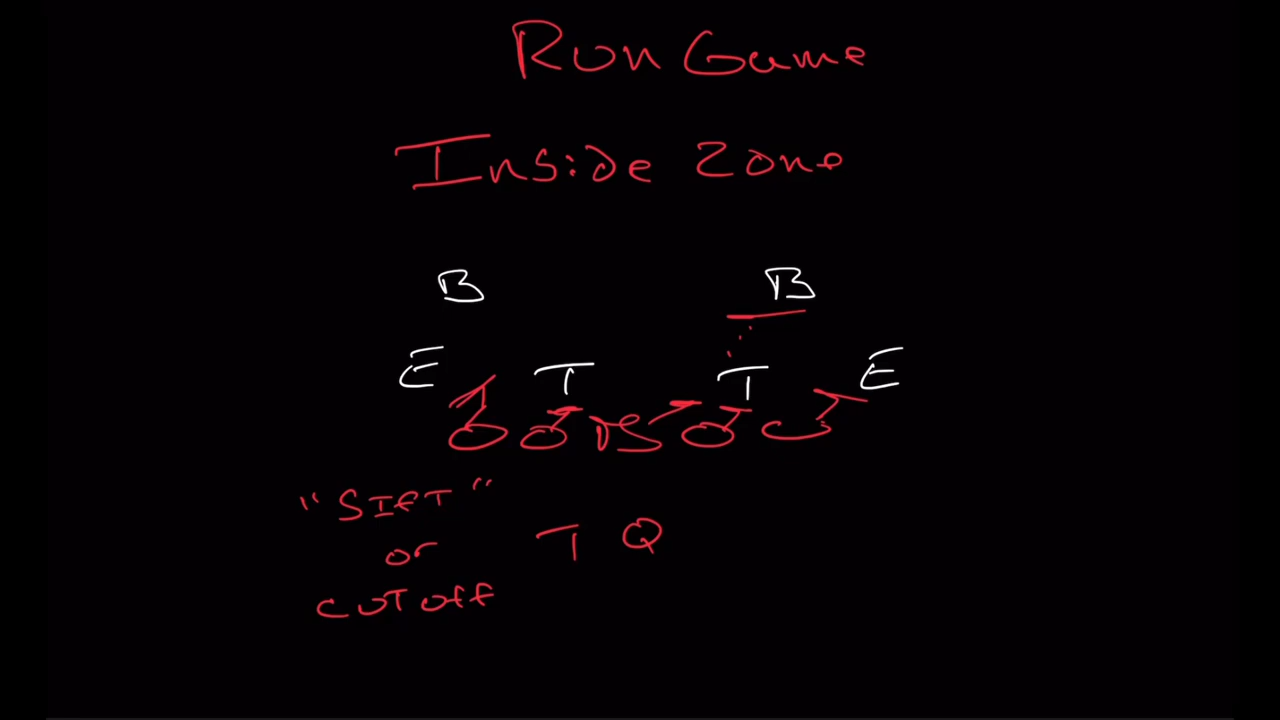 Run Game
Inside Zone
B B
E T T E
"SIFT"
or T Q
CUTOFF